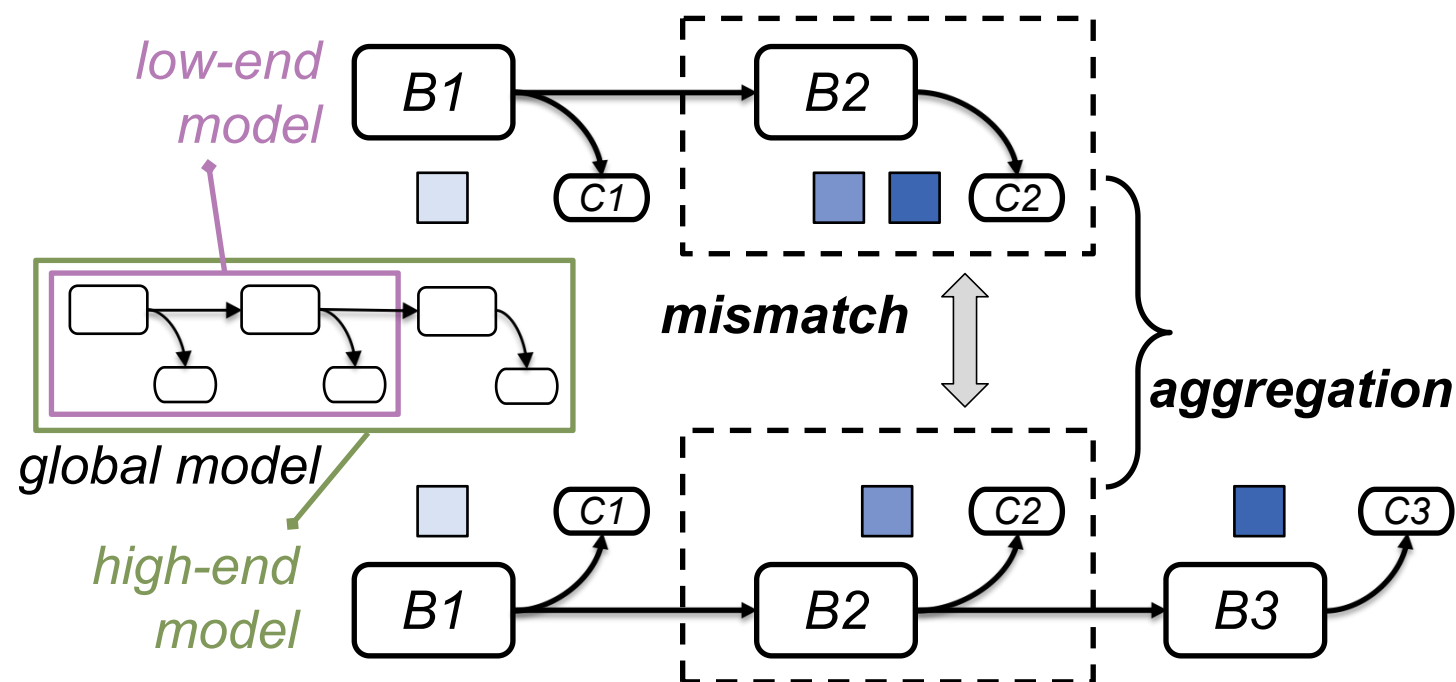 low-end
model
B1
B2
C1
C2
mismatch
aggregation
global model
C1
C2
C3
high-end
model
B1
B2
B3